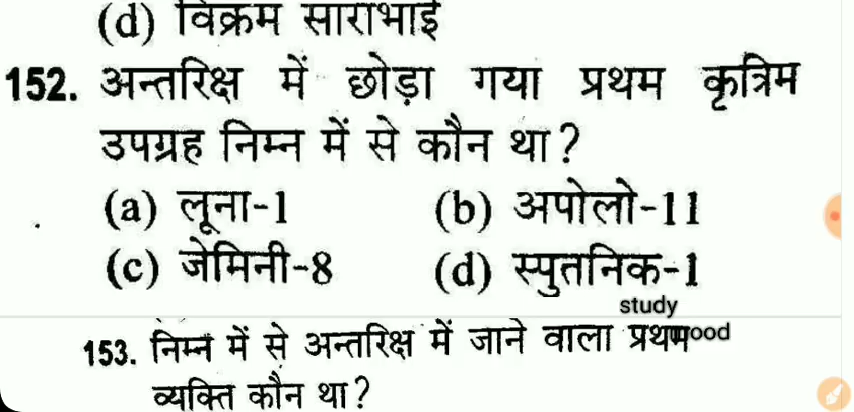 (d) विक्रम साराभाई
152. अन्तरिक्ष में छोड़ा गया प्रथम कृत्रिम
उपग्रह निम्न में से कौन था?
(a) लूना-1 (b) अपोलो-11
(c) जेमिनी-8 (d) स्पुतनिक-1
study
153. निम्न में से अन्तरिक्ष में जाने वाला प्रथम
व्यक्ति कौन था?